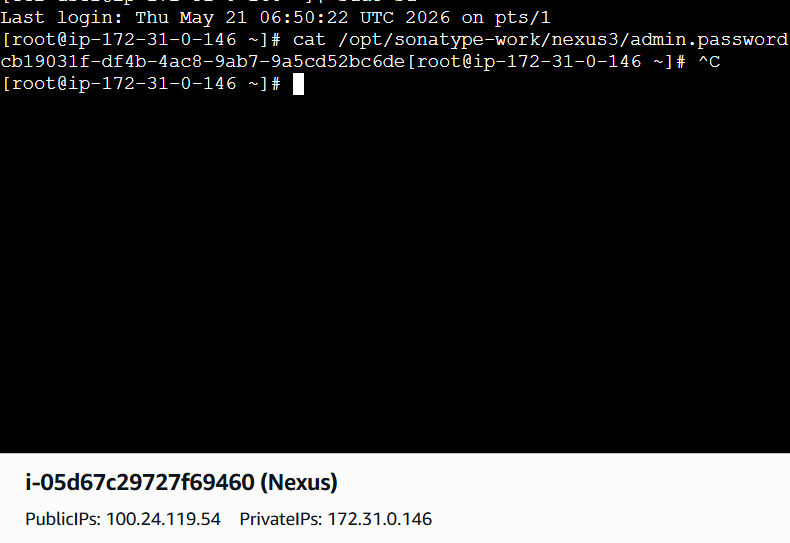 Last login: Thu May 21 06:50:22 UTC 2026 on pts/1
[root@ip-172-31-0-146 ~]# cat /opt/sonatype-work/nexus3/admin.password
cb19031f-df4b-4ac8-9ab7-9a5cd52bc6de[root@ip-172-31-0-146 ~]# ^C
[root@ip-172-31-0-146 ~]#
i-05d67c29727f69460 (Nexus)
PublicIPs: 100.24.119.54 PrivateIPs: 172.31.0.146